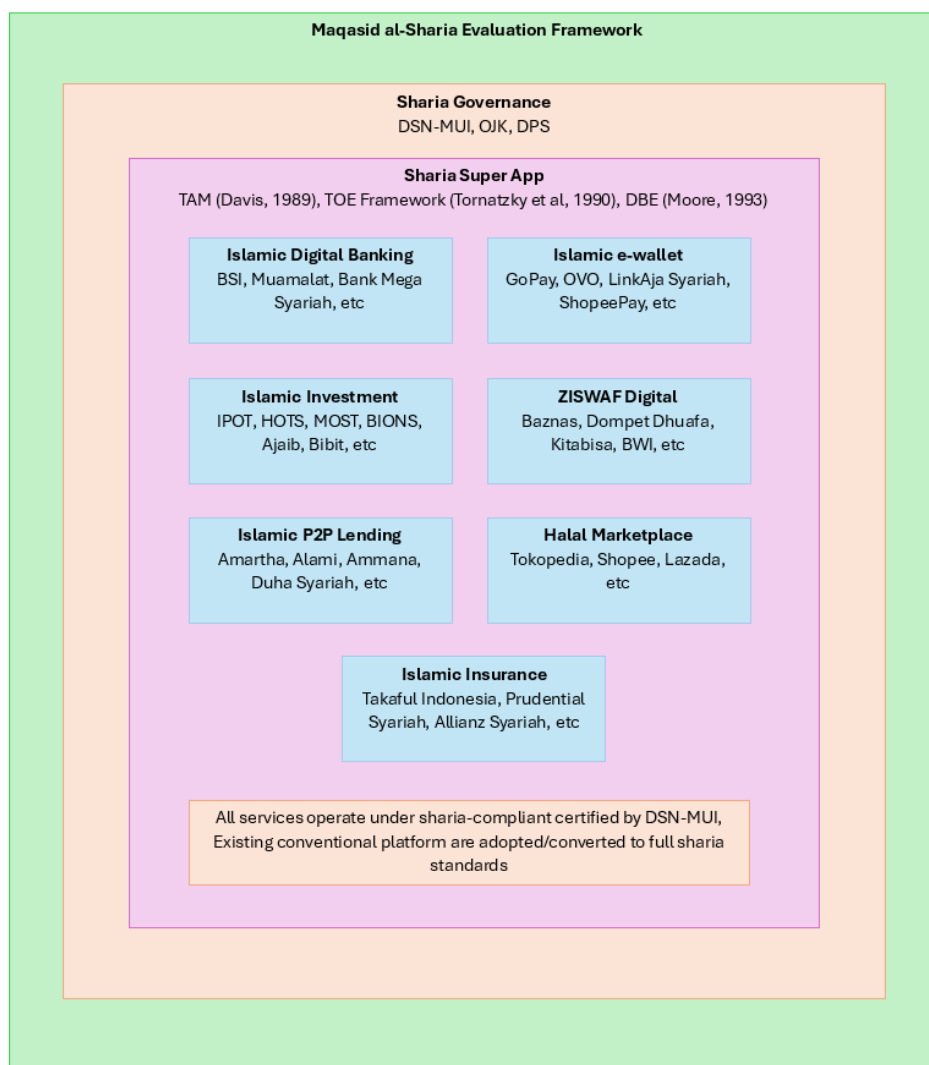 Maqasid al-Sharia Evaluation Framework
Sharia Governance
DSN-MUI, OJK, DPS
Sharia Super App
TAM (Davis, 1989), TOE Framework (Tornatzky et al, 1990), DBE (Moore, 1993)
Islamic Digital Banking
BSI, Muamalat, Bank Mega
Syariah, etc
Islamic e-wallet
GoPay, OVO, LinkAja Syariah,
ShopeePay, etc
Islamic Investment
IPOT, HOTS, MOST, BIONS,
Ajaib, Bibit, etc
ZISWAF Digital
Baznas, Dompet Dhuafa,
Kitabisa, BWI, etc
Islamic P2P Lending
Amartha, Alami, Ammana,
Duha Syariah, etc
Halal Marketplace
Tokopedia, Shopee, Lazada,
etc
Islamic Insurance
Takaful Indonesia, Prudential
Syariah, Allianz Syariah, etc
All services operate under sharia-compliant certified by DSN-MUI,
Existing conventional platform are adopted/converted to full sharia
standards